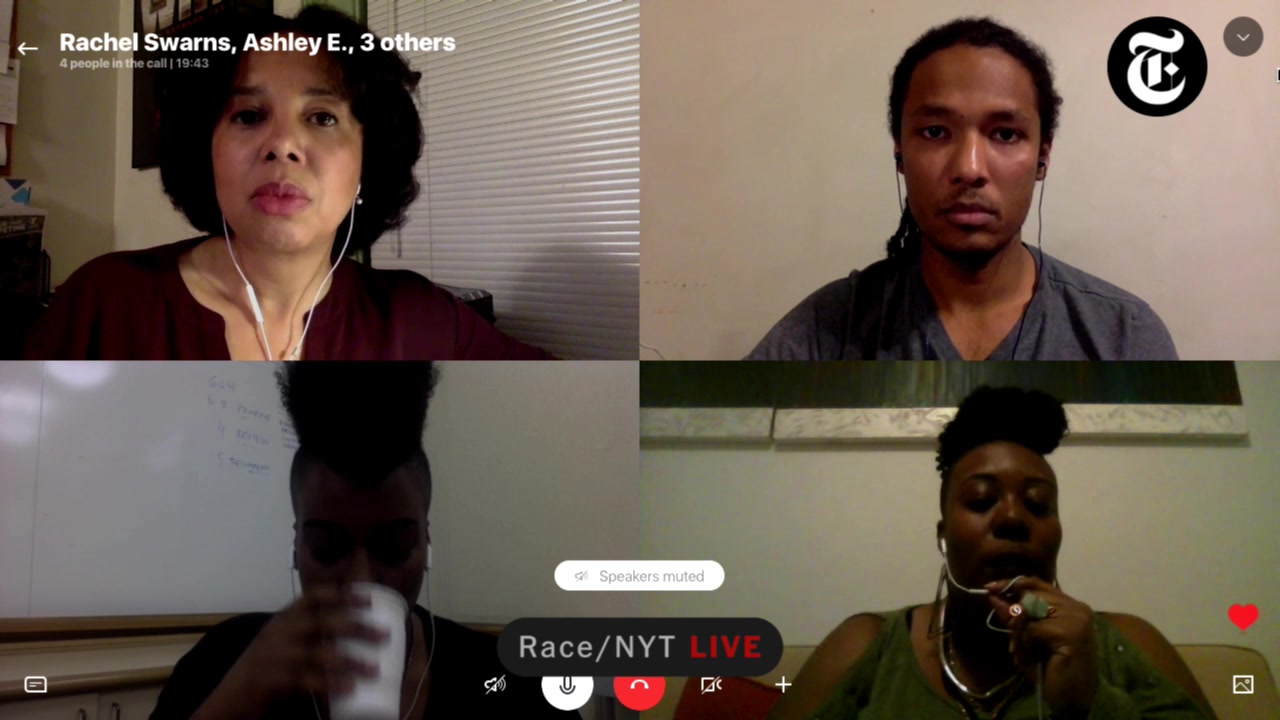 Rachel Swarns, Ashley E., 3 others
4 people in the call | 19:43
T
Speakers muted
Race/NYT LIVE